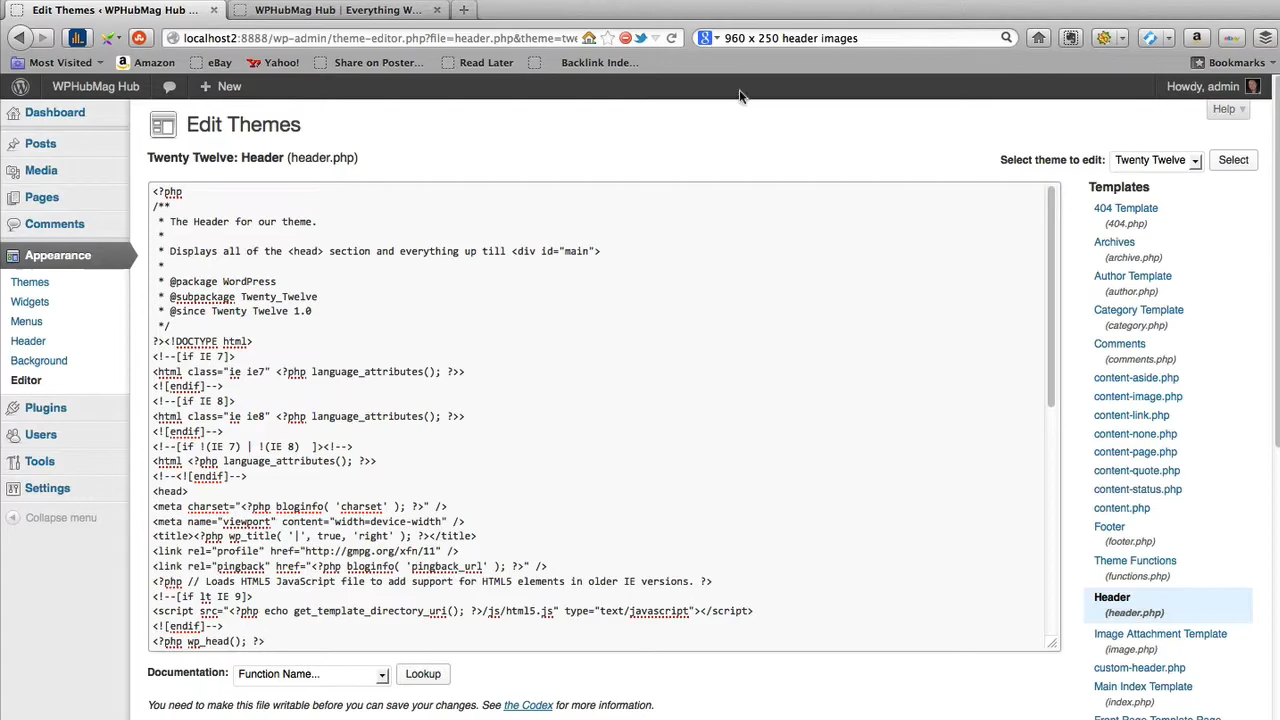 Edit Themes ‹ WPHubMag Hub ...
WPHubMag Hub | Everything W...
localhost2:8888/wp-admin/theme-editor.php?file=header.php&theme=twe
960 x 250 header images
Most Visited
Amazon
eBay
Yahoo!
Share on Poster...
Read Later
Backlink Inde...
Bookmarks
WPHubMag Hub
New
Howdy, admin
Help
Dashboard
Posts
Media
Pages
Comments
Appearance
Themes
Widgets
Menus
Header
Background
Editor
Plugins
Users
Tools
Settings
Collapse menu
Edit Themes
Twenty Twelve: Header (header.php)
Select theme to edit:
Twenty Twelve
Select
<?php
/**
 * The Header for our theme.
 *
 * Displays all of the <head> section and everything up till <div id="main">
 *
 * @package WordPress
 * @subpackage Twenty_Twelve
 * @since Twenty Twelve 1.0
 */
?><!DOCTYPE html>
<!--[if IE 7]>
<html class="ie ie7" <?php language_attributes(); ?>>
<![endif]-->
<!--[if IE 8]>
<html class="ie ie8" <?php language_attributes(); ?>>
<![endif]-->
<!--[if !(IE 7) | !(IE 8)  ]><!-->
<html <?php language_attributes(); ?>>
<!--<![endif]-->
<head>
<meta charset="<?php bloginfo( 'charset' ); ?>" />
<meta name="viewport" content="width=device-width" />
<title><?php wp_title( '|', true, 'right' ); ?></title>
<link rel="profile" href="http://gmpg.org/xfn/11" />
<link rel="pingback" href="<?php bloginfo( 'pingback_url' ); ?>" />
<?php // Loads HTML5 JavaScript file to add support for HTML5 elements in older IE versions. ?>
<!--[if lt IE 9]>
<script src="<?php echo get_template_directory_uri(); ?>/js/html5.js" type="text/javascript"></script>
<![endif]-->
<?php wp_head(); ?>
Documentation:
Function Name...
Lookup
You need to make this file writable before you can save your changes. See the Codex for more information.
Templates
404 Template
(404.php)
Archives
(archive.php)
Author Template
(author.php)
Category Template
(category.php)
Comments
(comments.php)
content-aside.php
content-image.php
content-link.php
content-none.php
content-page.php
content-quote.php
content-status.php
content.php
Footer
(footer.php)
Theme Functions
(functions.php)
Header
(header.php)
Image Attachment Template
(image.php)
custom-header.php
Main Index Template
(index.php)
Front Page Template Page